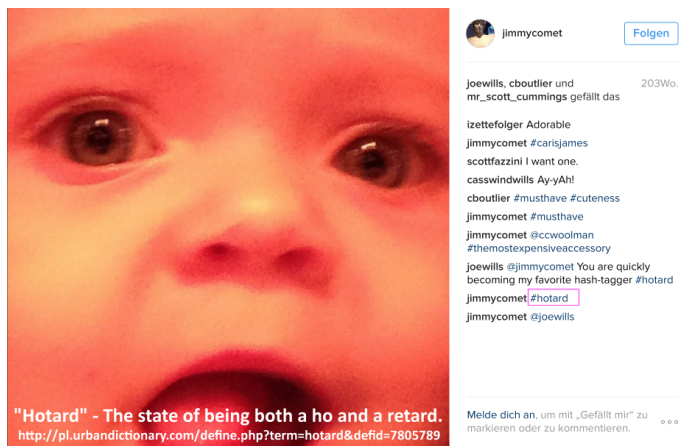 jimmycomet
Folgen
joewills, cboutlier und
mr_scott_cummings gefällt das
203Wo.
izettefolger Adorable
jimmycomet #carisjames
scottfazzini I want one.
casswindwills Ay-yAh!
cboutlier #musthave #cuteness
jimmycomet #musthave
jimmycomet @ccwoolman
#themostexpensiveaccessory
joewills @jimmycomet You are quickly
becoming my favorite hash-tagger #hotard
jimmycomet #hotard
jimmycomet @joewills
"Hotard" - The state of being both a ho and a retard.
http://pl.urbandictionary.com/define.php?term=hotard&defid=7805789
Melde dich an, um mit „Gefällt mir" zu
markieren oder zu kommentieren.